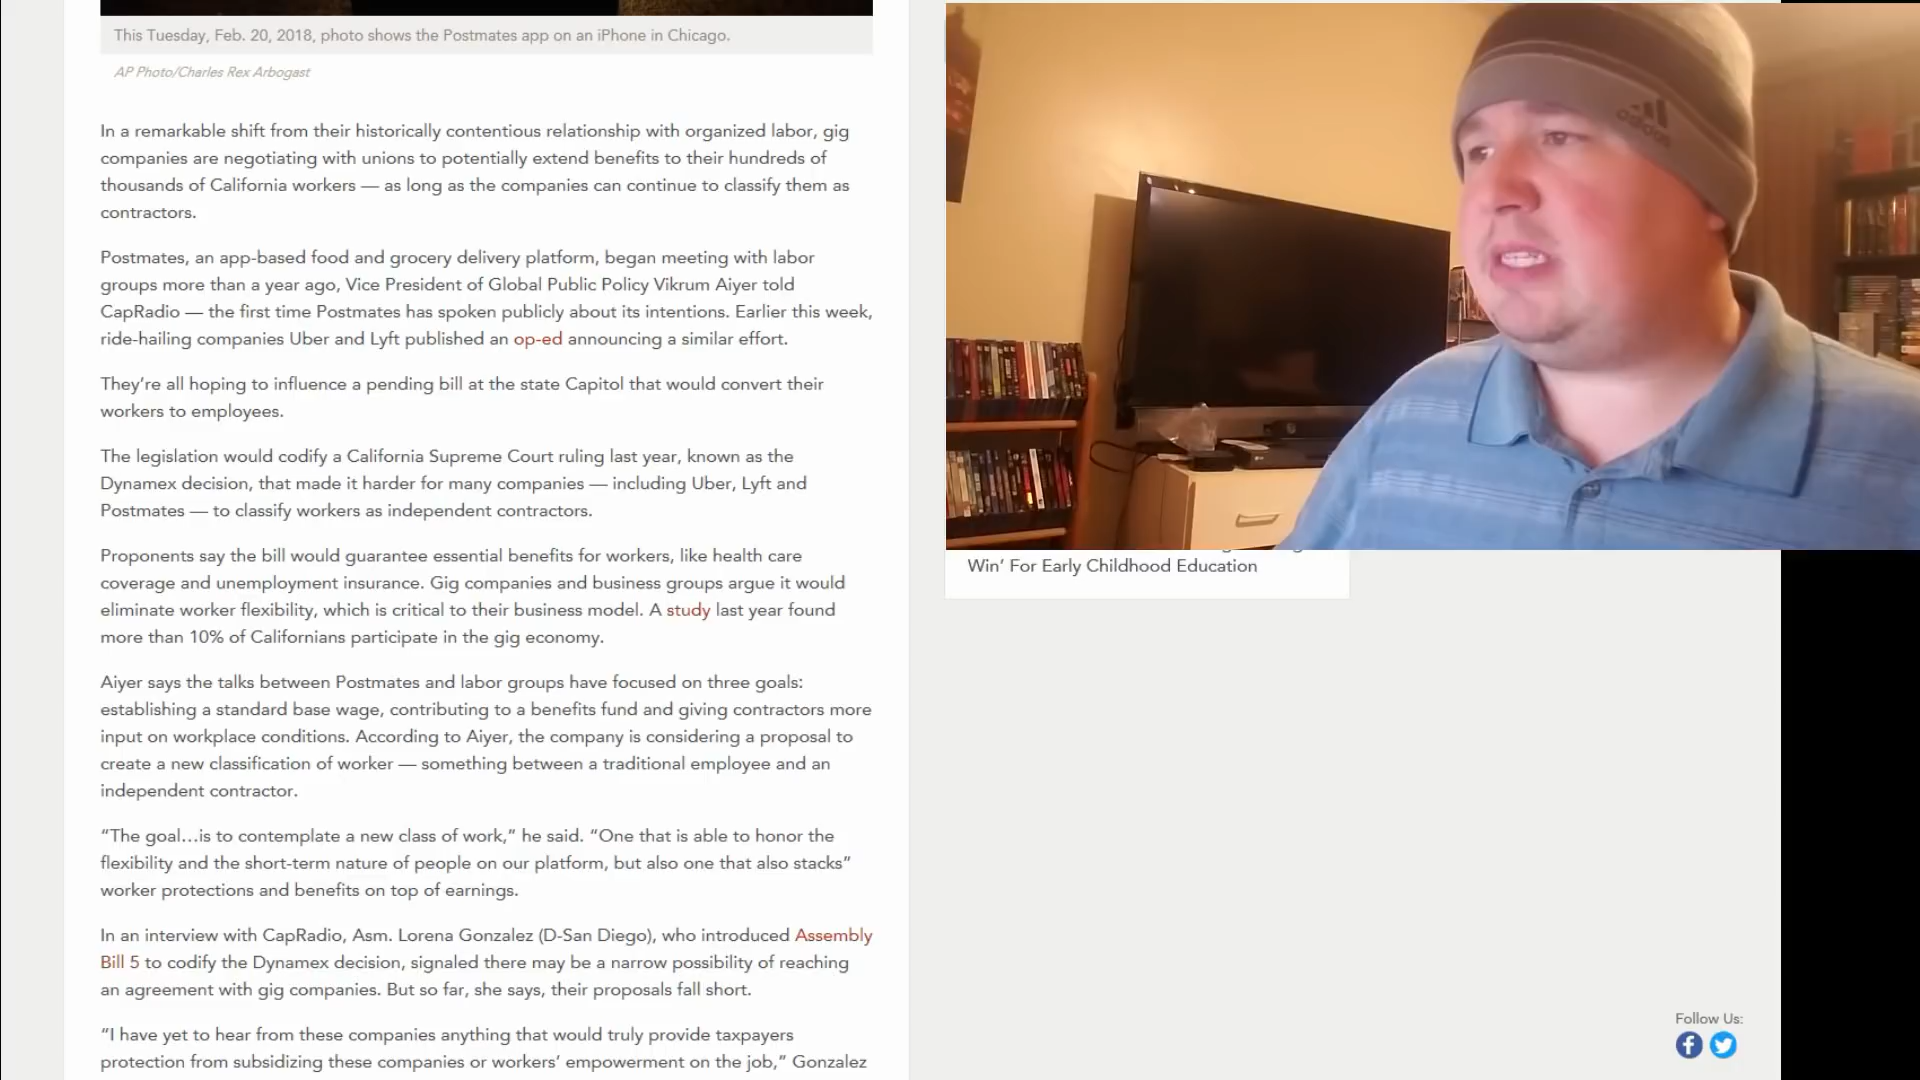 This Tuesday, Feb. 20, 2018, photo shows the Postmates app on an iPhone in Chicago.
AP Photo/Charles Rex Arbogast
In a remarkable shift from their historically contentious relationship with organized labor, gig
companies are negotiating with unions to potentially extend benefits to their hundreds of
thousands of California workers — as long as the companies can continue to classify them as
contractors.
Postmates, an app-based food and grocery delivery platform, began meeting with labor
groups more than a year ago, Vice President of Global Public Policy Vikrum Aiyer told
CapRadio — the first time Postmates has spoken publicly about its intentions. Earlier this week,
ride-hailing companies Uber and Lyft published an op-ed announcing a similar effort.
They’re all hoping to influence a pending bill at the state Capitol that would convert their
workers to employees.
The legislation would codify a California Supreme Court ruling last year, known as the
Dynamex decision, that made it harder for many companies — including Uber, Lyft and
Postmates — to classify workers as independent contractors.
Proponents say the bill would guarantee essential benefits for workers, like health care
coverage and unemployment insurance. Gig companies and business groups argue it would
eliminate worker flexibility, which is critical to their business model. A study last year found
more than 10% of Californians participate in the gig economy.
Aiyer says the talks between Postmates and labor groups have focused on three goals:
establishing a standard base wage, contributing to a benefits fund and giving contractors more
input on workplace conditions. According to Aiyer, the company is considering a proposal to
create a new classification of worker — something between a traditional employee and an
independent contractor.
“The goal…is to contemplate a new class of work,” he said. “One that is able to honor the
flexibility and the short-term nature of people on our platform, but also one that also stacks”
worker protections and benefits on top of earnings.
In an interview with CapRadio, Asm. Lorena Gonzalez (D-San Diego), who introduced Assembly
Bill 5 to codify the Dynamex decision, signaled there may be a narrow possibility of reaching
an agreement with gig companies. But so far, she says, their proposals fall short.
“I have yet to hear from these companies anything that would truly provide taxpayers
protection from subsidizing these companies or workers’ empowerment on the job,” Gonzalez
adidas
Win’ For Early Childhood Education
Follow Us: